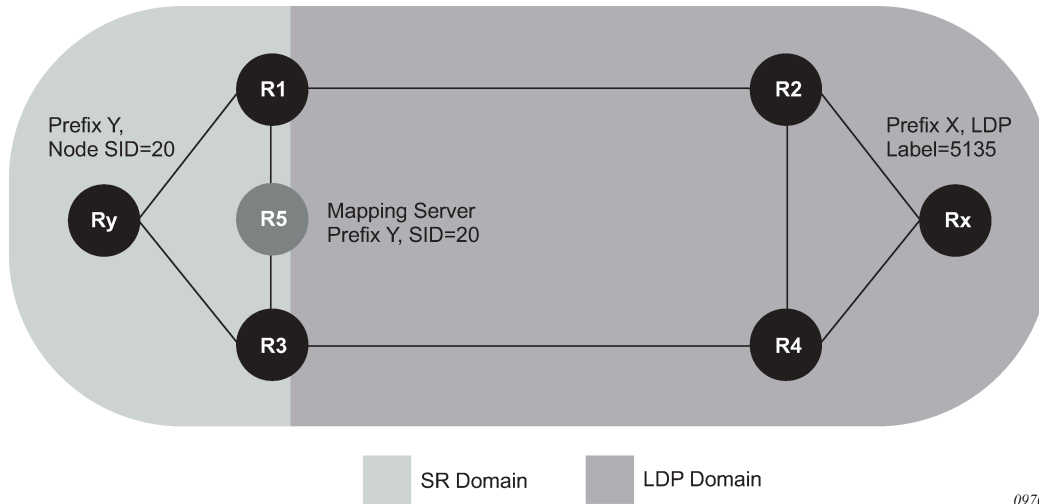 R1
R2
Prefix Y,
Node SID=20
Prefix X, LDP
Label=5135
Ry
R5
Mapping Server
Prefix Y, SID=20
Rx
R3
R4
SR Domain
LDP Domain